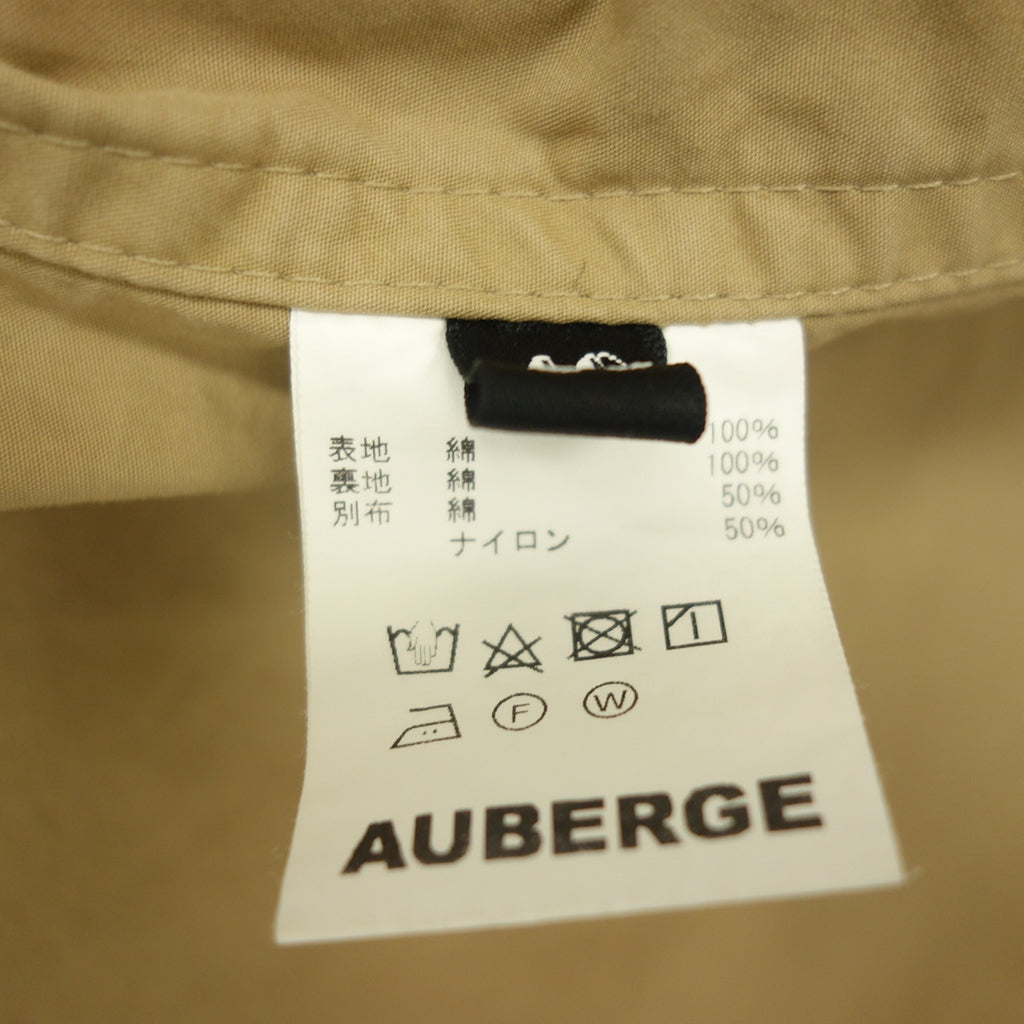 表地 綿 100%
裏地 綿 100%
別布 綿 50%
ナイロン 50%
F W
AUBERGE